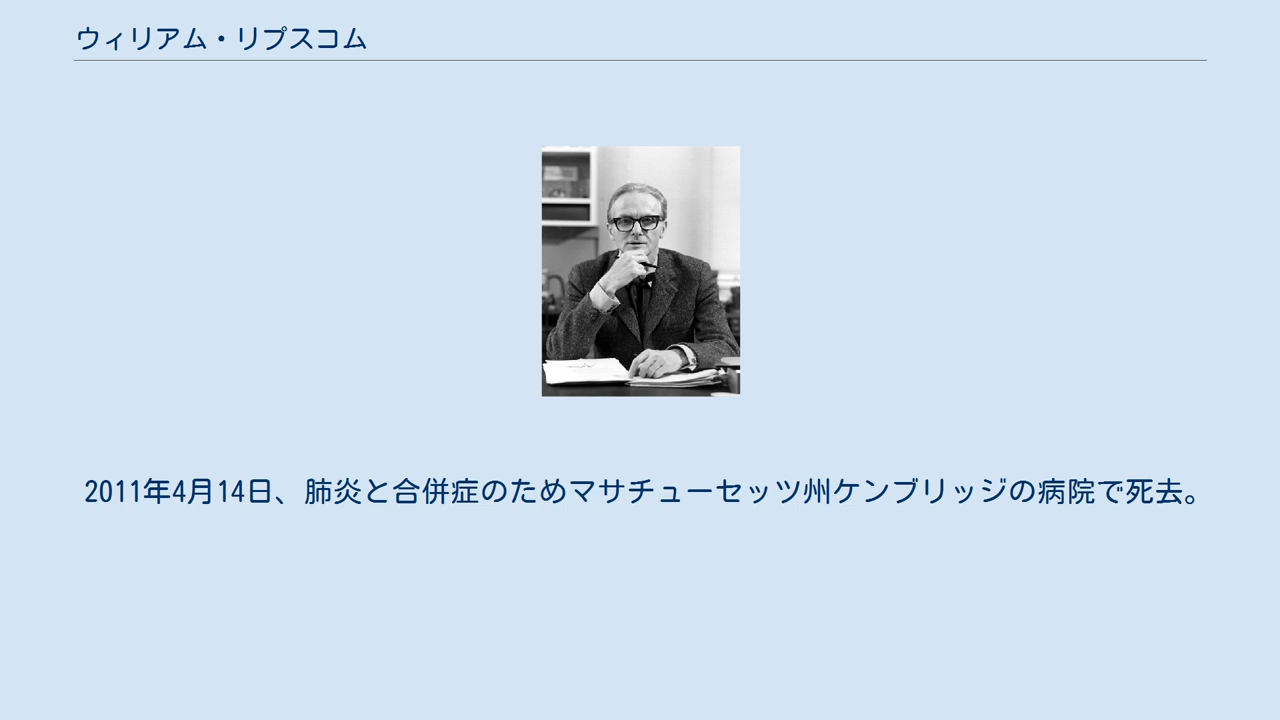 ウィリアム・リプスコム
2011年4月14日、肺炎と合併症のためマサチューセッツ州ケンブリッジの病院で死去。